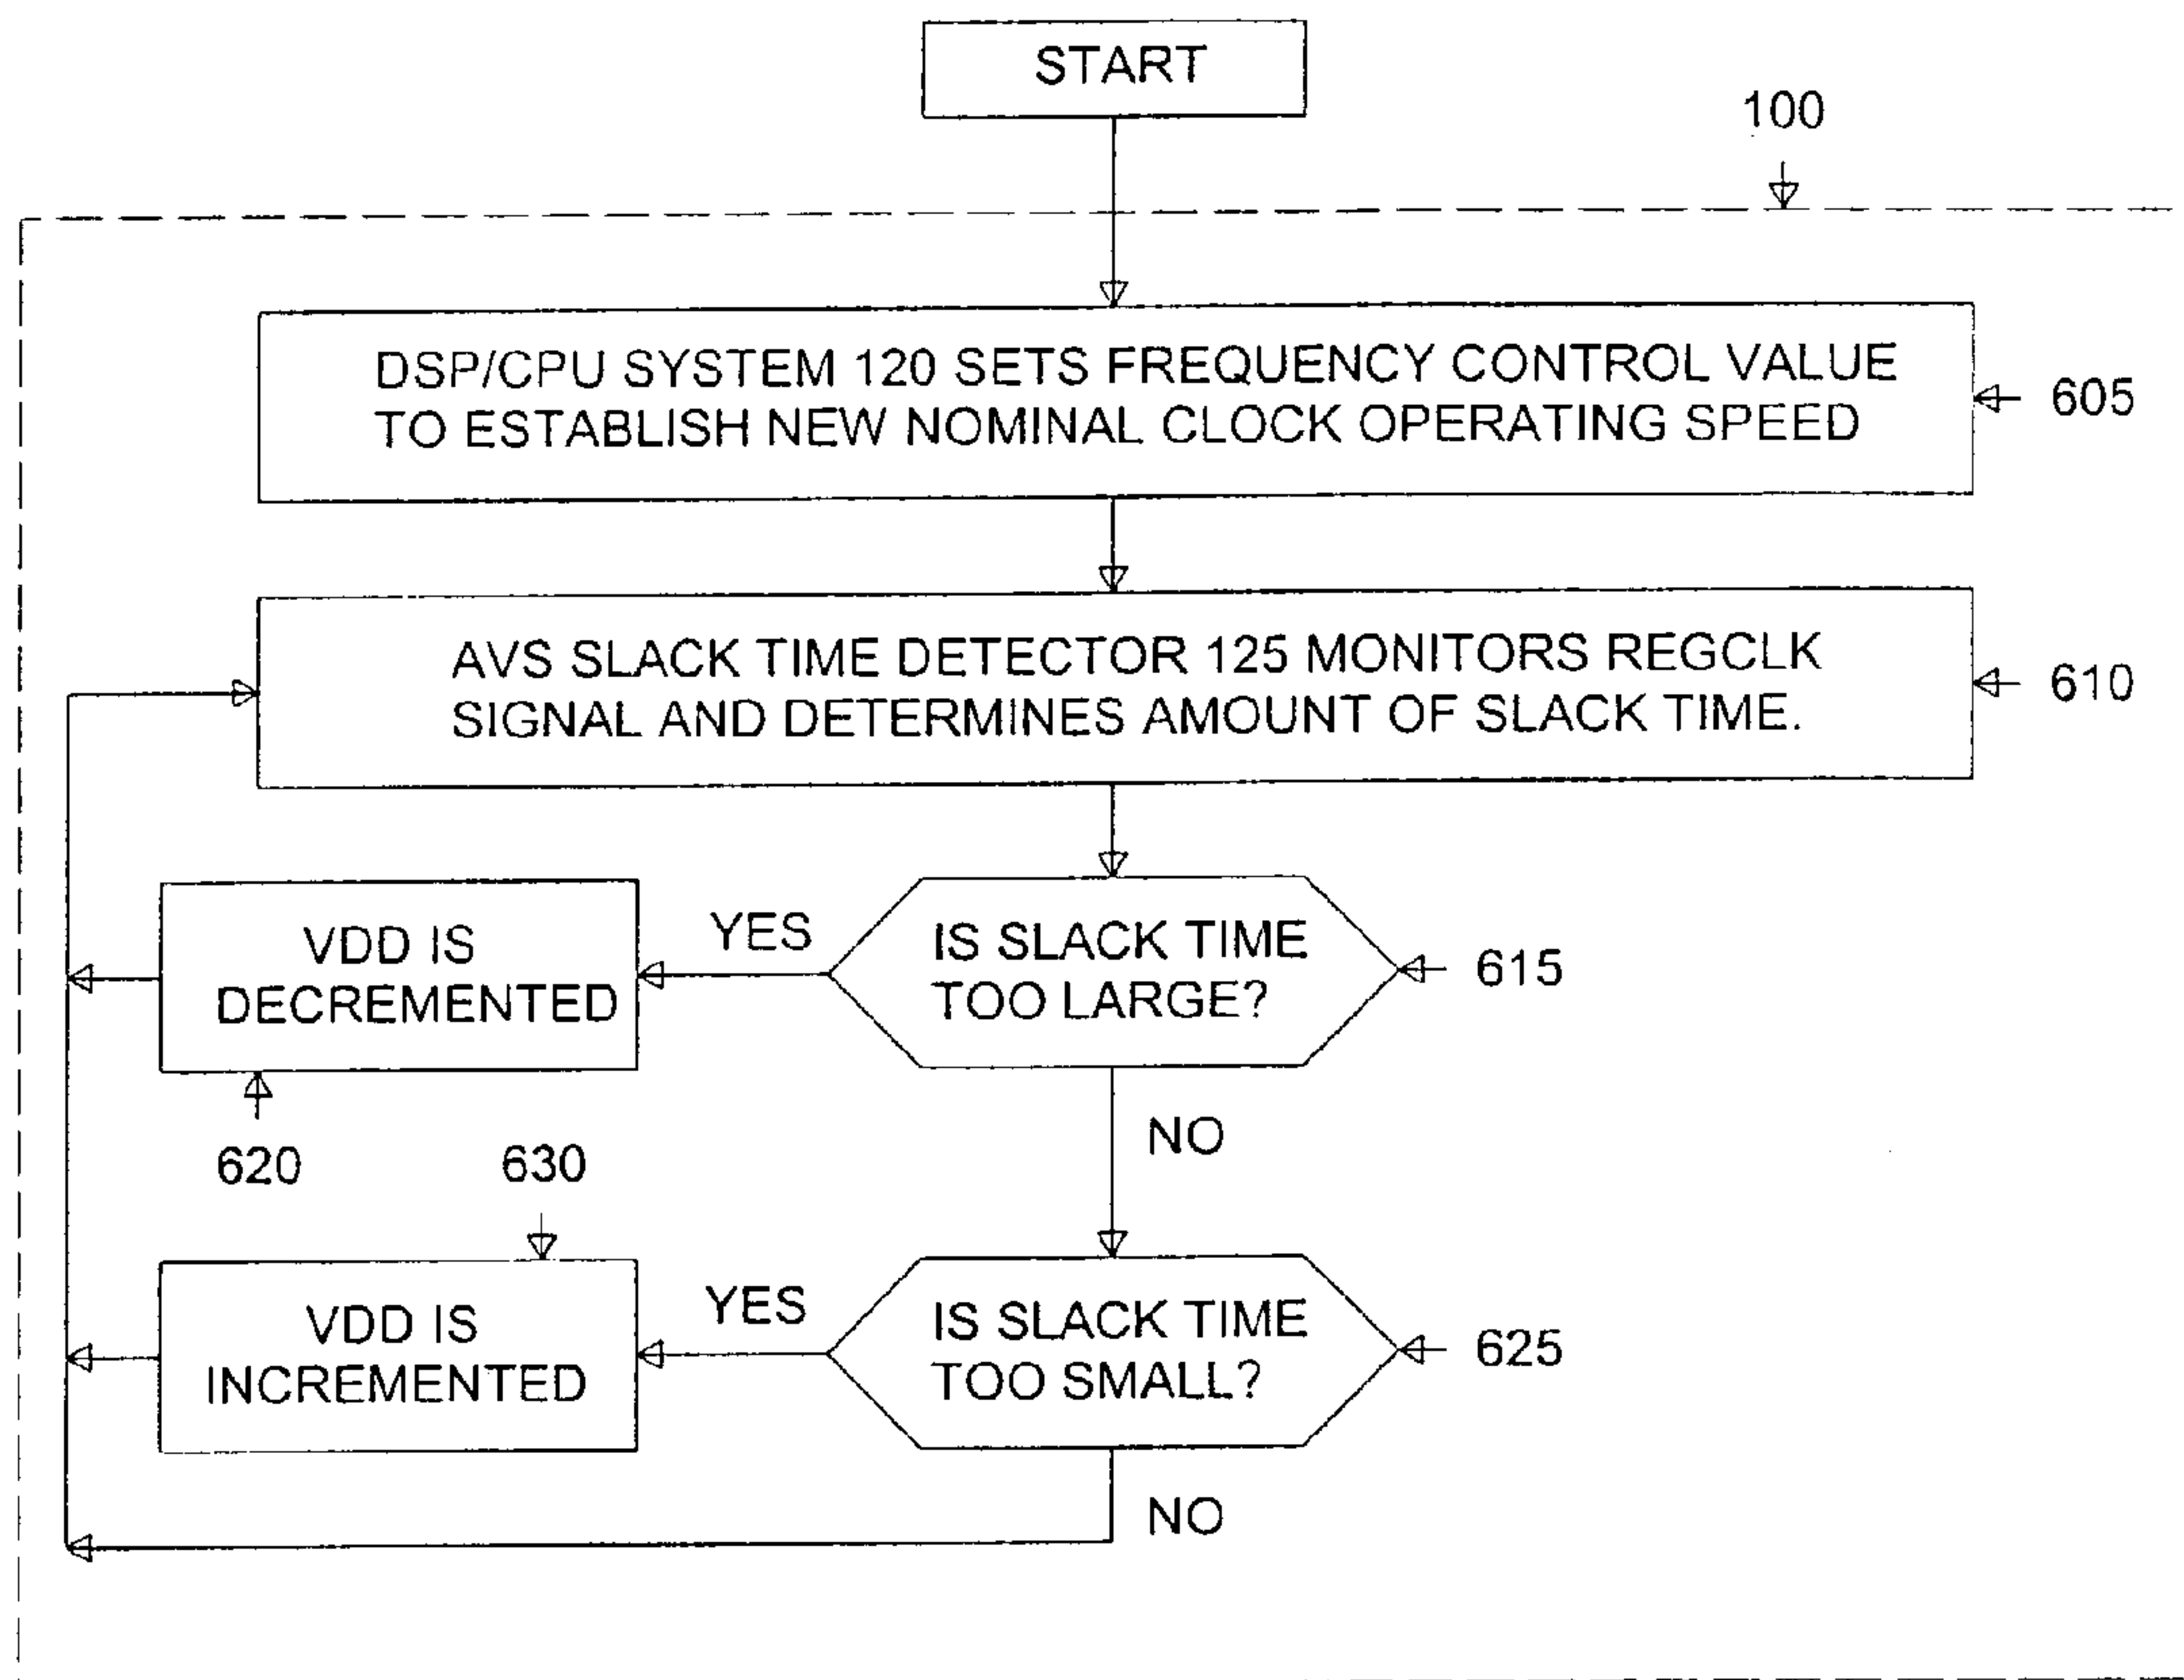 START
100
DSP/CPU SYSTEM 120 SETS FREQUENCY CONTROL VALUE
TO ESTABLISH NEW NOMINAL CLOCK OPERATING SPEED
605
AVS SLACK TIME DETECTOR 125 MONITORS REGCLK
SIGNAL AND DETERMINES AMOUNT OF SLACK TIME.
610
VDD IS
DECREMENTED
YES
IS SLACK TIME
TOO LARGE?
615
620
630
NO
VDD IS
INCREMENTED
YES
IS SLACK TIME
TOO SMALL?
625
NO